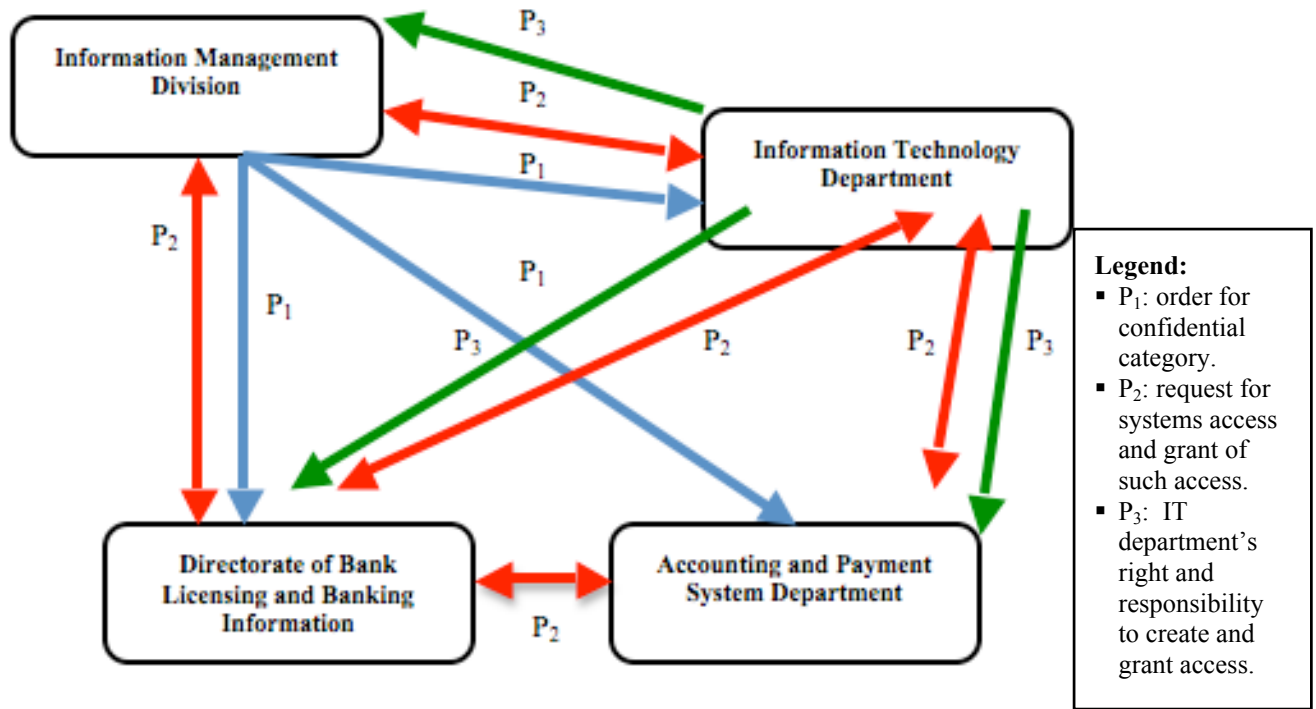 P₃
Information Management
Division
P₂
Information Technology
Department
P₁
P₂
P₁
P₁
P₃
P₂
P₂
P₃
Legend:
▪ P₁: order for
confidential
category.
▪ P₂: request for
systems access
and grant of
such access.
▪ P₃: IT
department's
right and
responsibility
to create and
grant access.
Directorate of Bank
Licensing and Banking
Information
P₂
Accounting and Payment
System Department